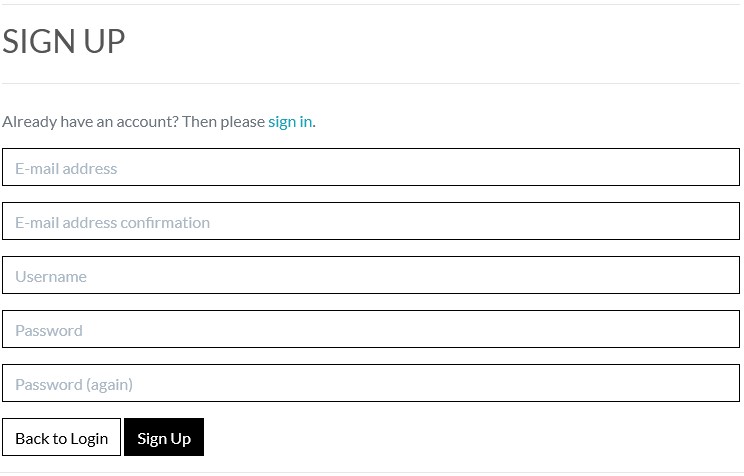 SIGN UP
Already have an account? Then please sign in.
E-mail address
E-mail address confirmation
Username
Password
Password (again)
Back to Login Sign Up